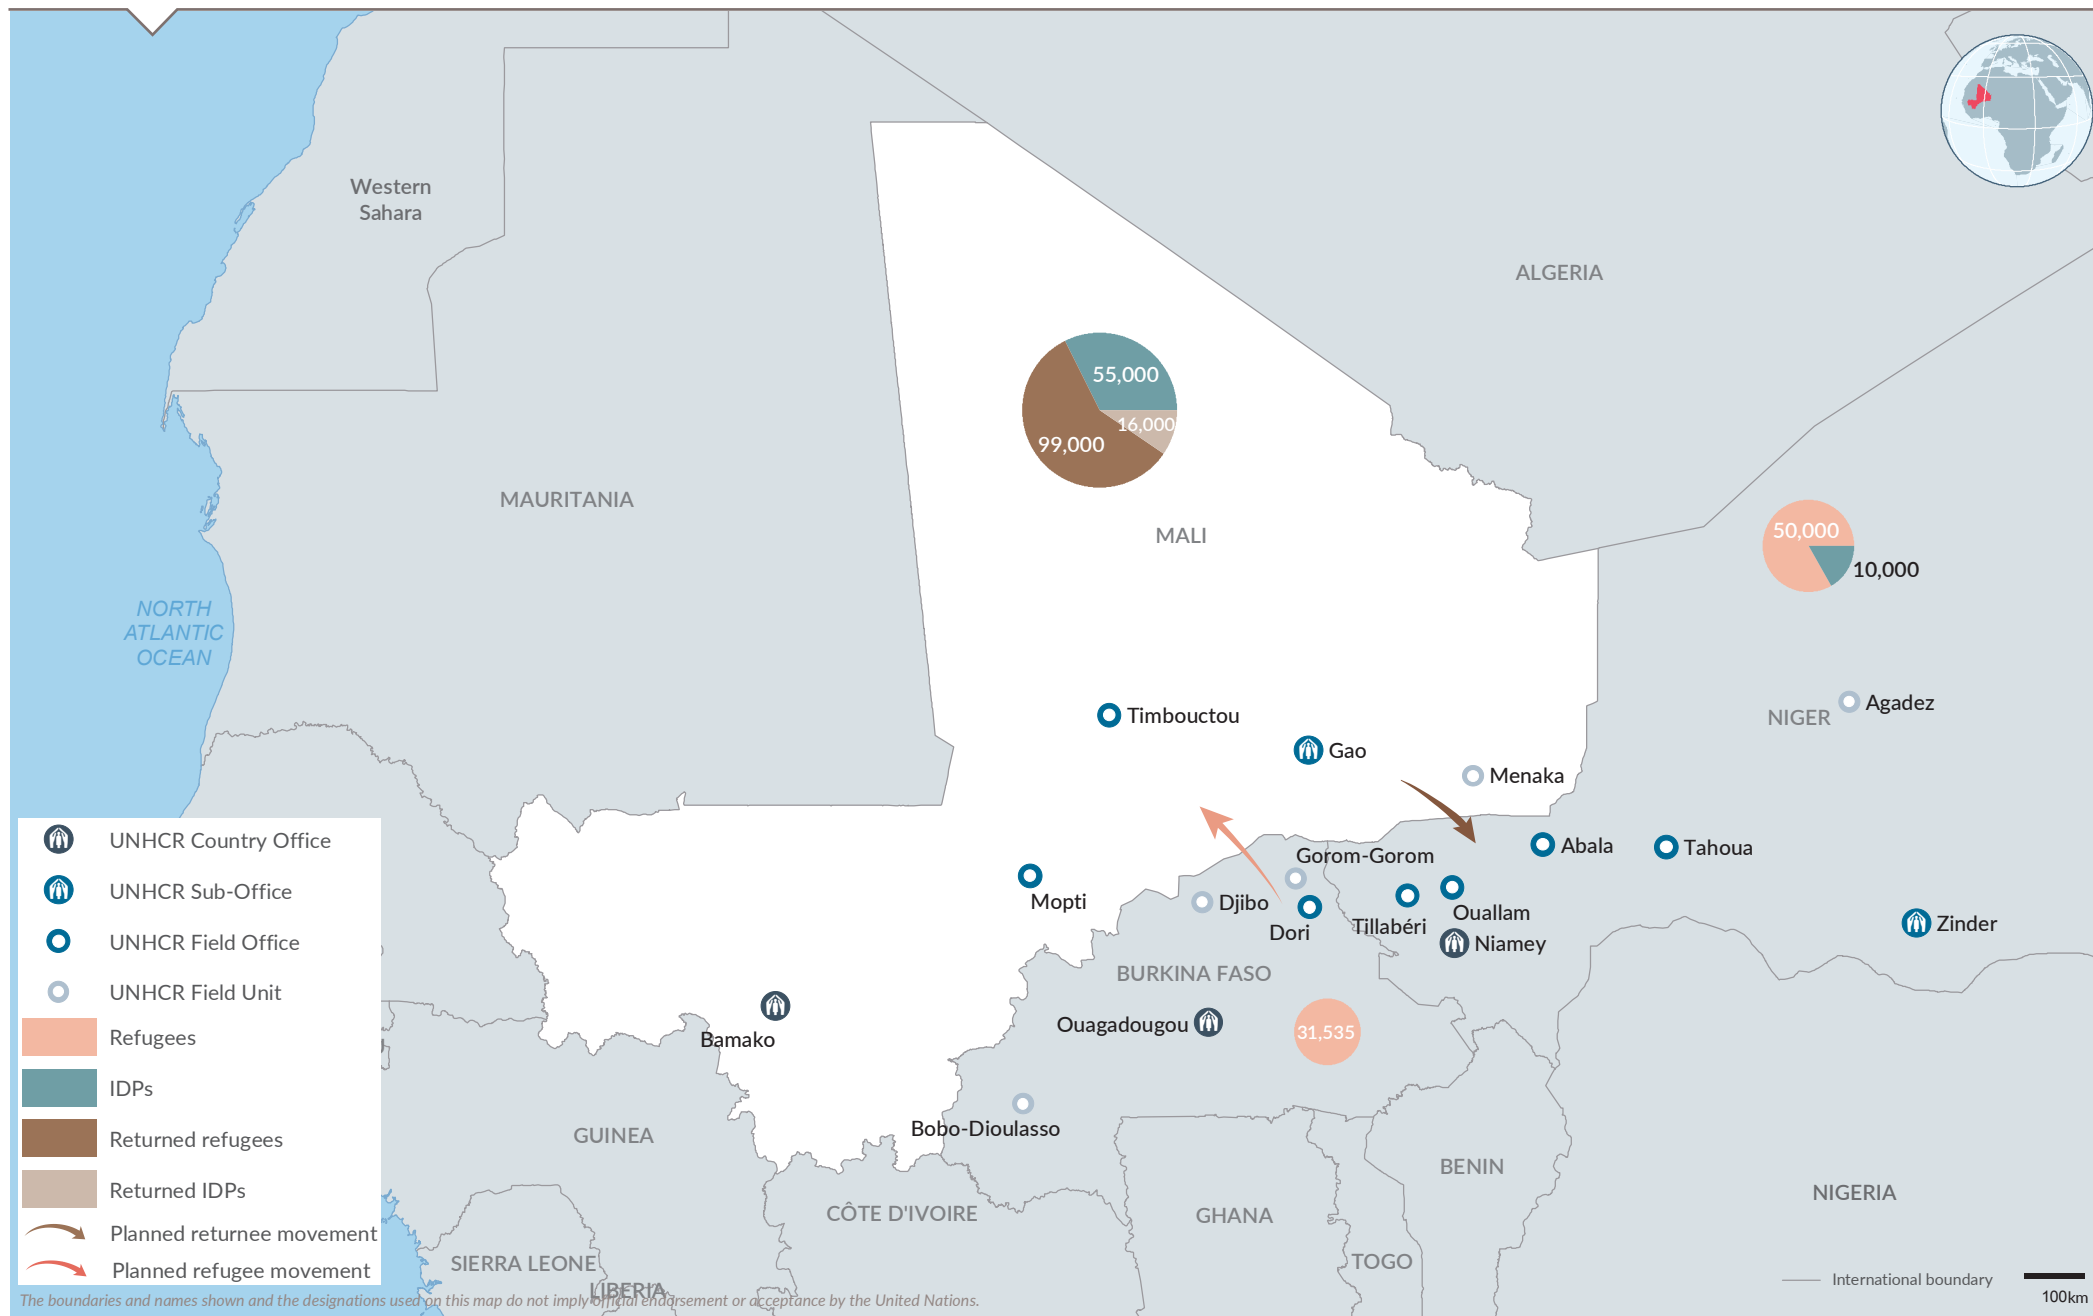 Western
Sahara
ALGERIA
55,000
16,000
99,000
MAURITANIA
MALI
50,000
10,000
NORTH
ATLANTIC
OCEAN
Timbouctou
Gao
Menaka
NIGER
Agadez
Gorom-Gorom
Abala
Tahoua
Mopti
Djibo
Dori
Tillabéri
Ouallam
Niamey
Zinder
BURKINA FASO
Bamako
Ouagadougou
31,535
Bobo-Dioulasso
GUINEA
BENIN
NIGERIA
CÔTE D'IVOIRE
GHANA
TOGO
SIERRA LEONE
LIBERIA
UNHCR Country Office
UNHCR Sub-Office
UNHCR Field Office
UNHCR Field Unit
Refugees
IDPs
Returned refugees
Returned IDPs
Planned returnee movement
Planned refugee movement
International boundary
100km
The boundaries and names shown and the designations used on this map do not imply official endorsement or acceptance by the United Nations.